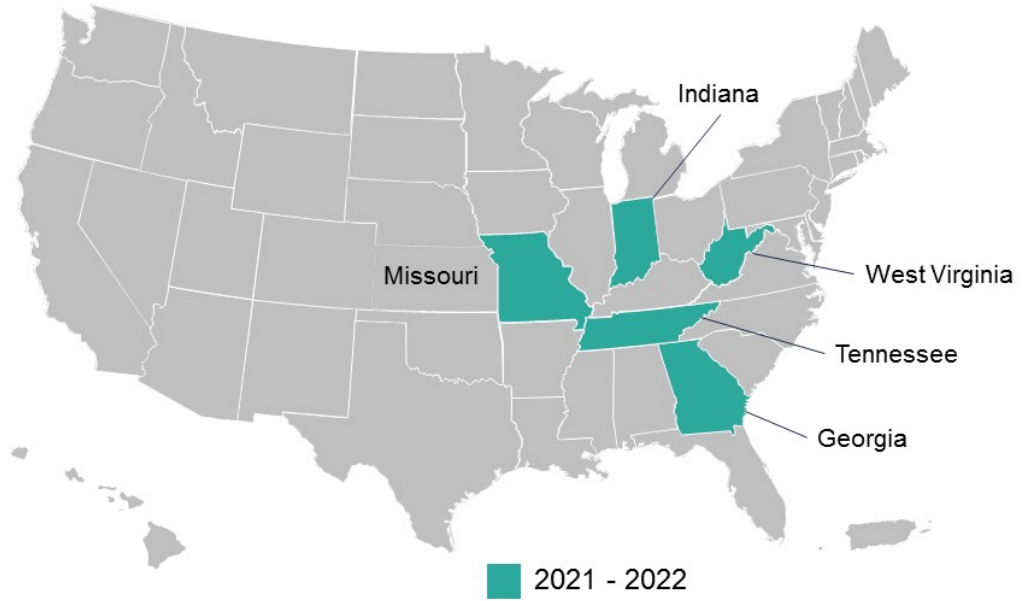 Indiana
Missouri
West Virginia
Tennessee
Georgia
2021 - 2022